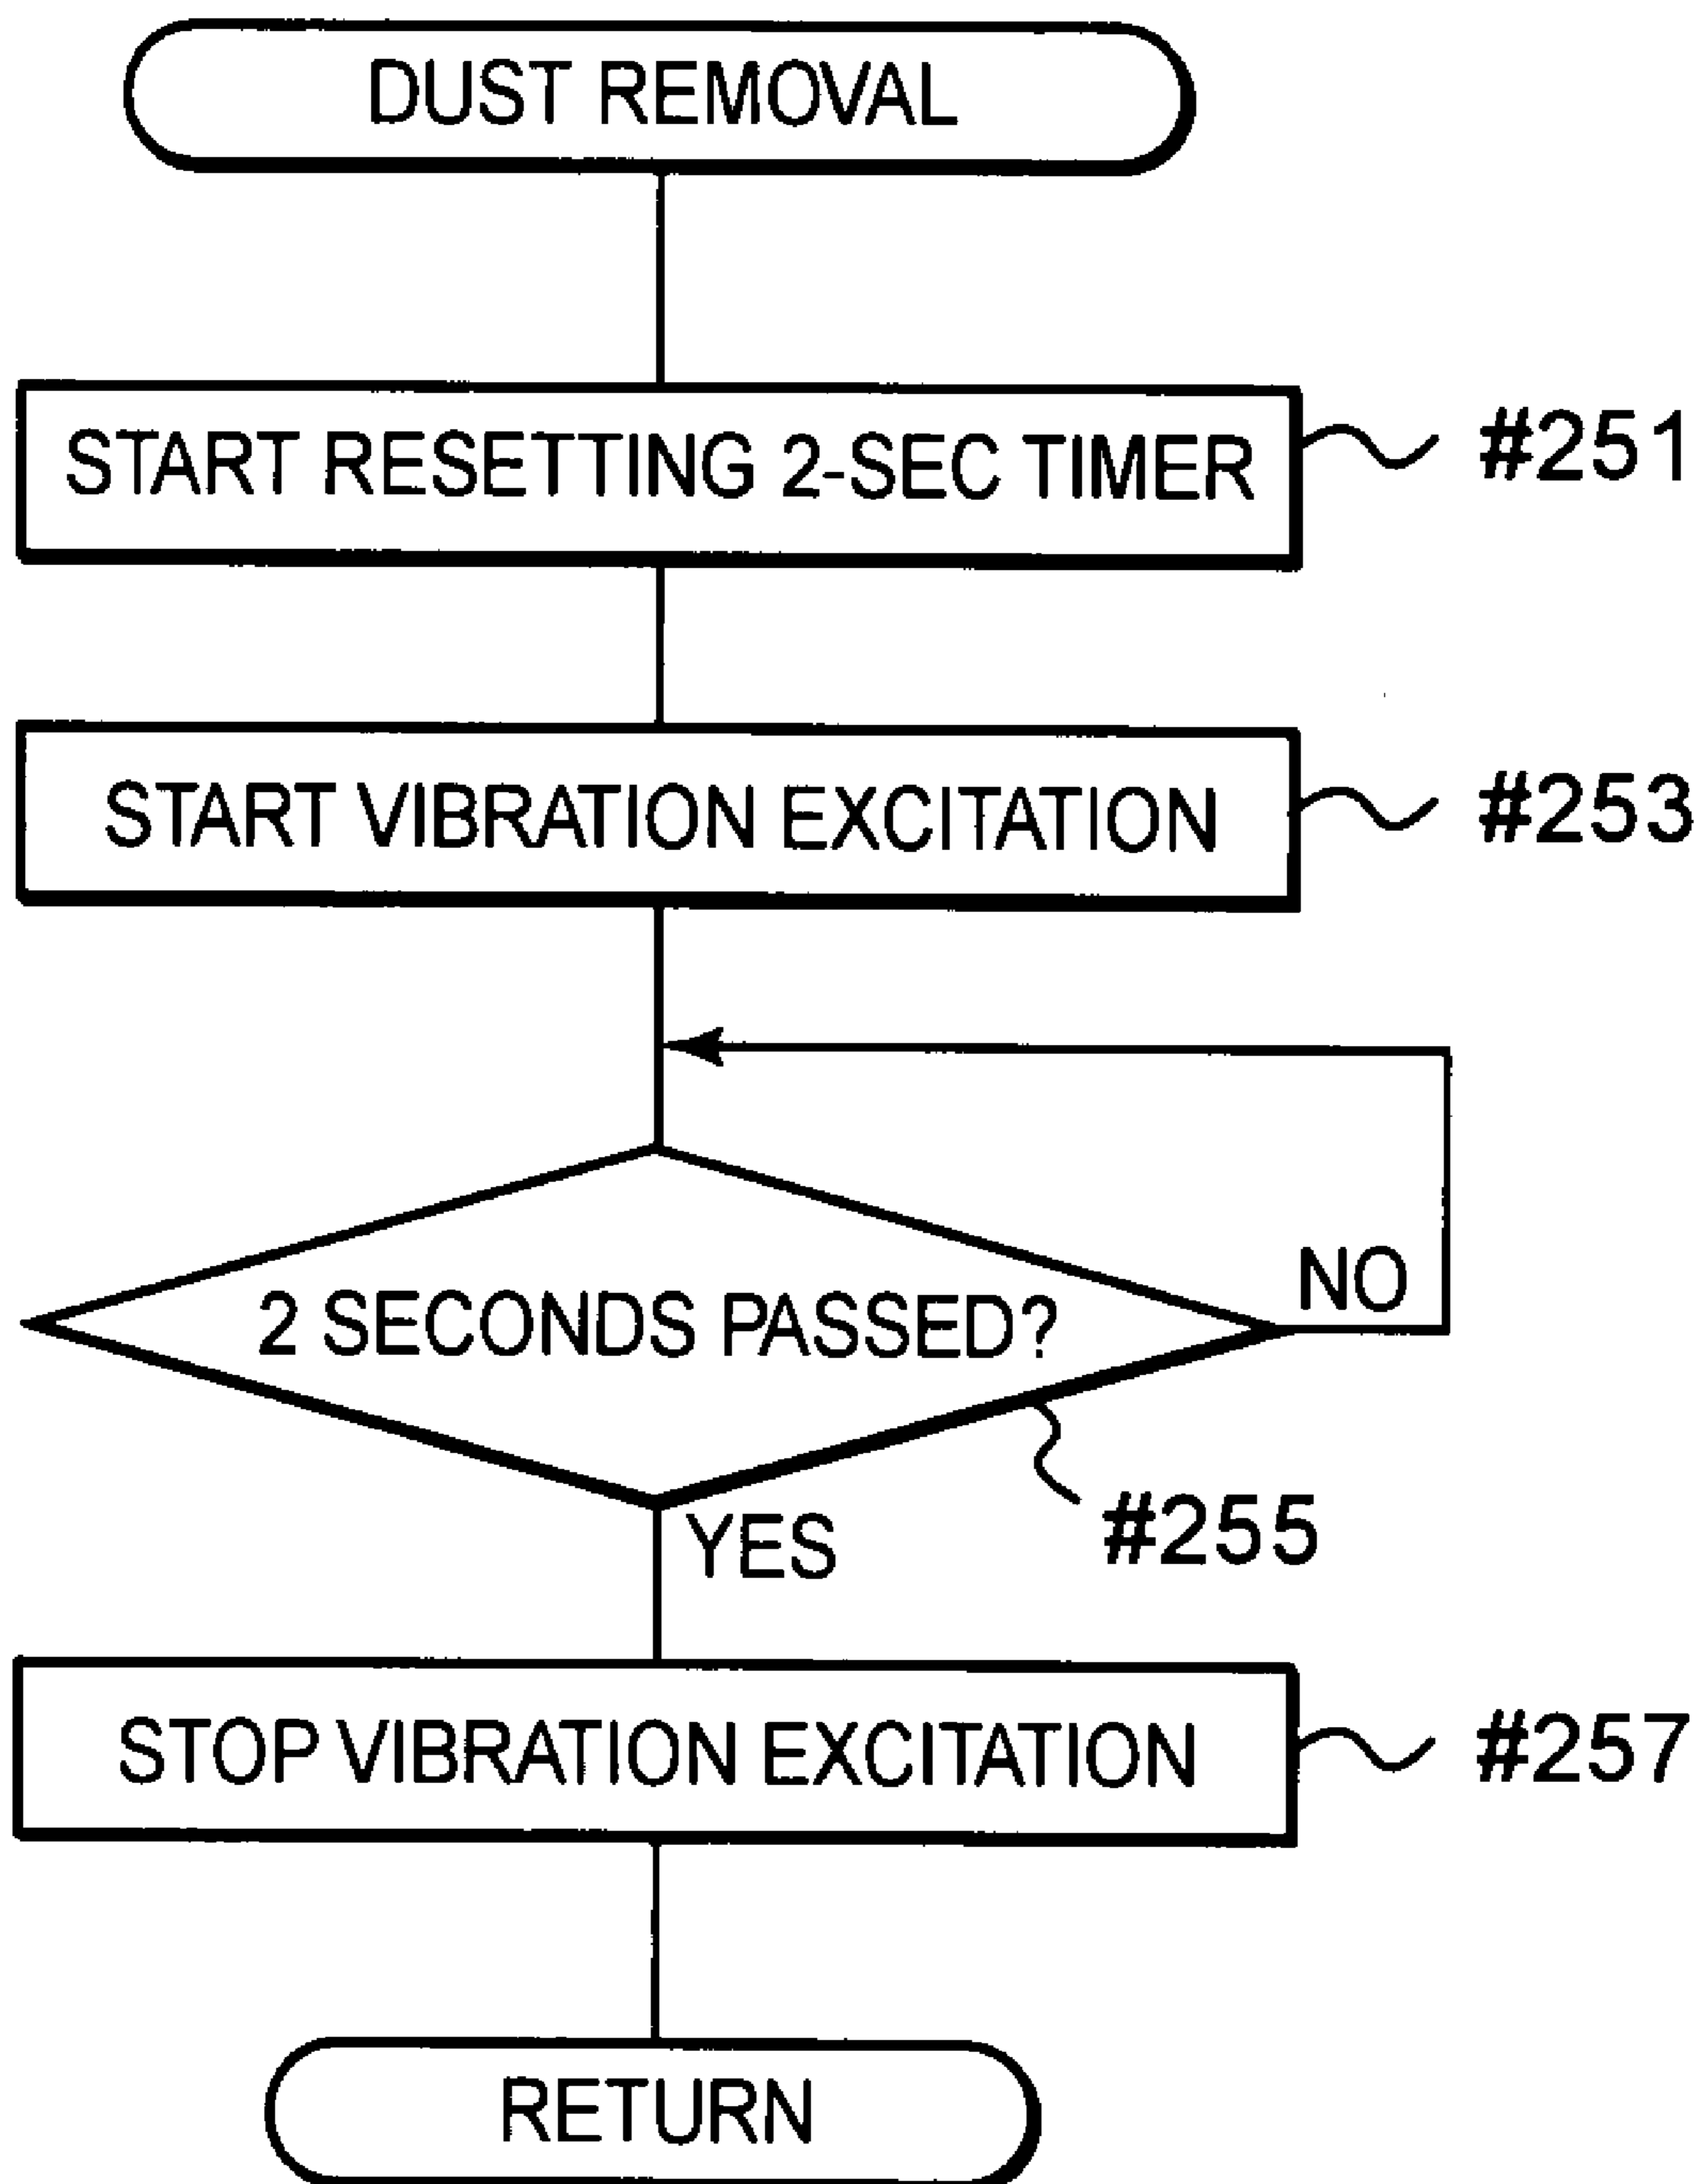 DUST REMOVAL
START RESETTING 2-SEC TIMER
#251
START VIBRATION EXCITATION
#253
2 SECONDS PASSED?
NO
#255
YES
STOP VIBRATION EXCITATION
#257
RETURN